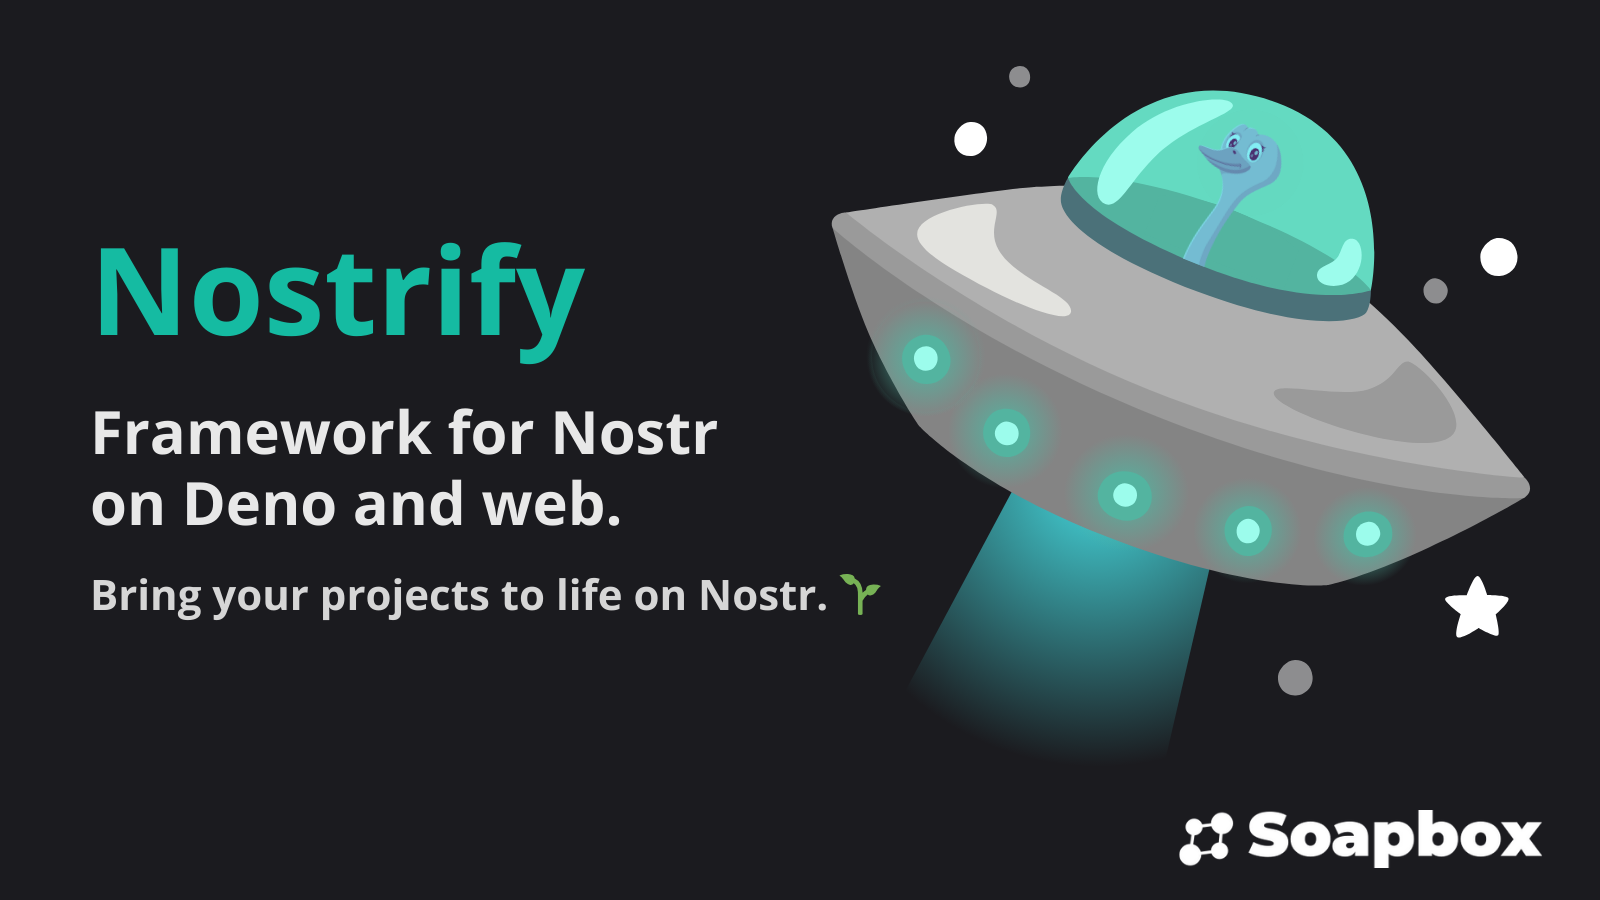 Nostrify
Framework for Nostr
on Deno and web.
Bring your projects to life on Nostr. 🌱
Soapbox